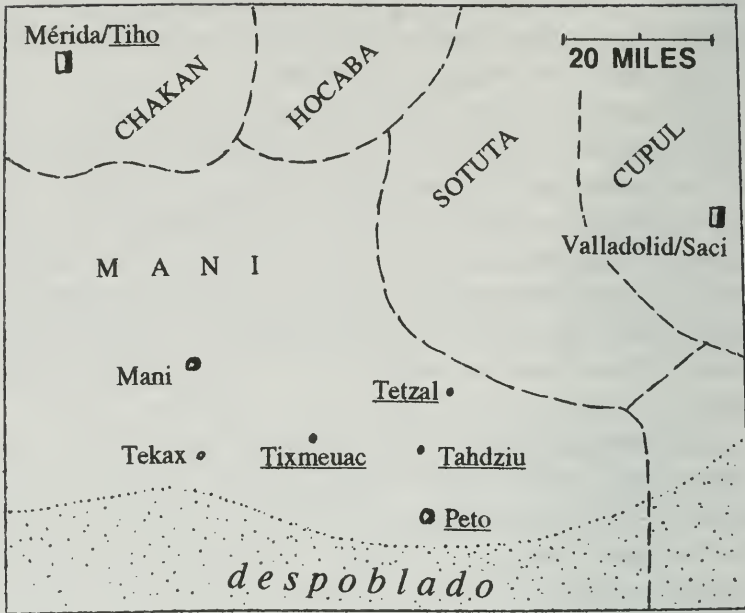 Mérida/Tiho
CHAKAN
HOCABA
20 MILES
SOTUTA
CUPUL
Valladolid/Saci
M A N I
Mani
Tetzal
Tekax
Tixmeuac
Tahdziu
Peto
despoblado